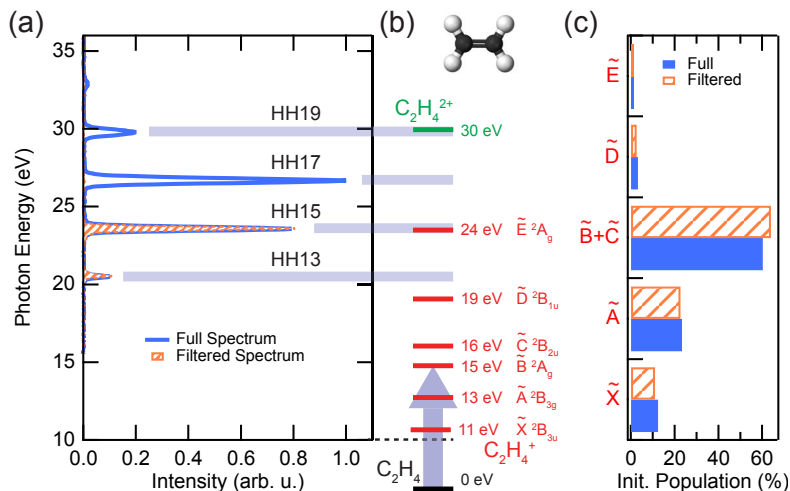 (a)
35
30
25
20
15
10
Photon Energy (eV)
HH19
HH17
HH15
HH13
Full Spectrum
Filtered Spectrum
0.0 0.2 0.4 0.6 0.8 1.0
Intensity (arb. u.)
(b)
C₂H₄²⁺
30 eV
24 eV Ẽ ²A_g
19 eV D̃ ²B₁ᵤ
16 eV C̃ ²B₂ᵤ
15 eV B̃ ²A_g
13 eV Ã ²B₃g
11 eV X̃ ²B₃ᵤ
C₂H₄⁺
C₂H₄ 0 eV
(c)
Full
Filtered
Ẽ
D̃
B̃+C̃
Ã
X̃
0 20 40 60
Init. Population (%)